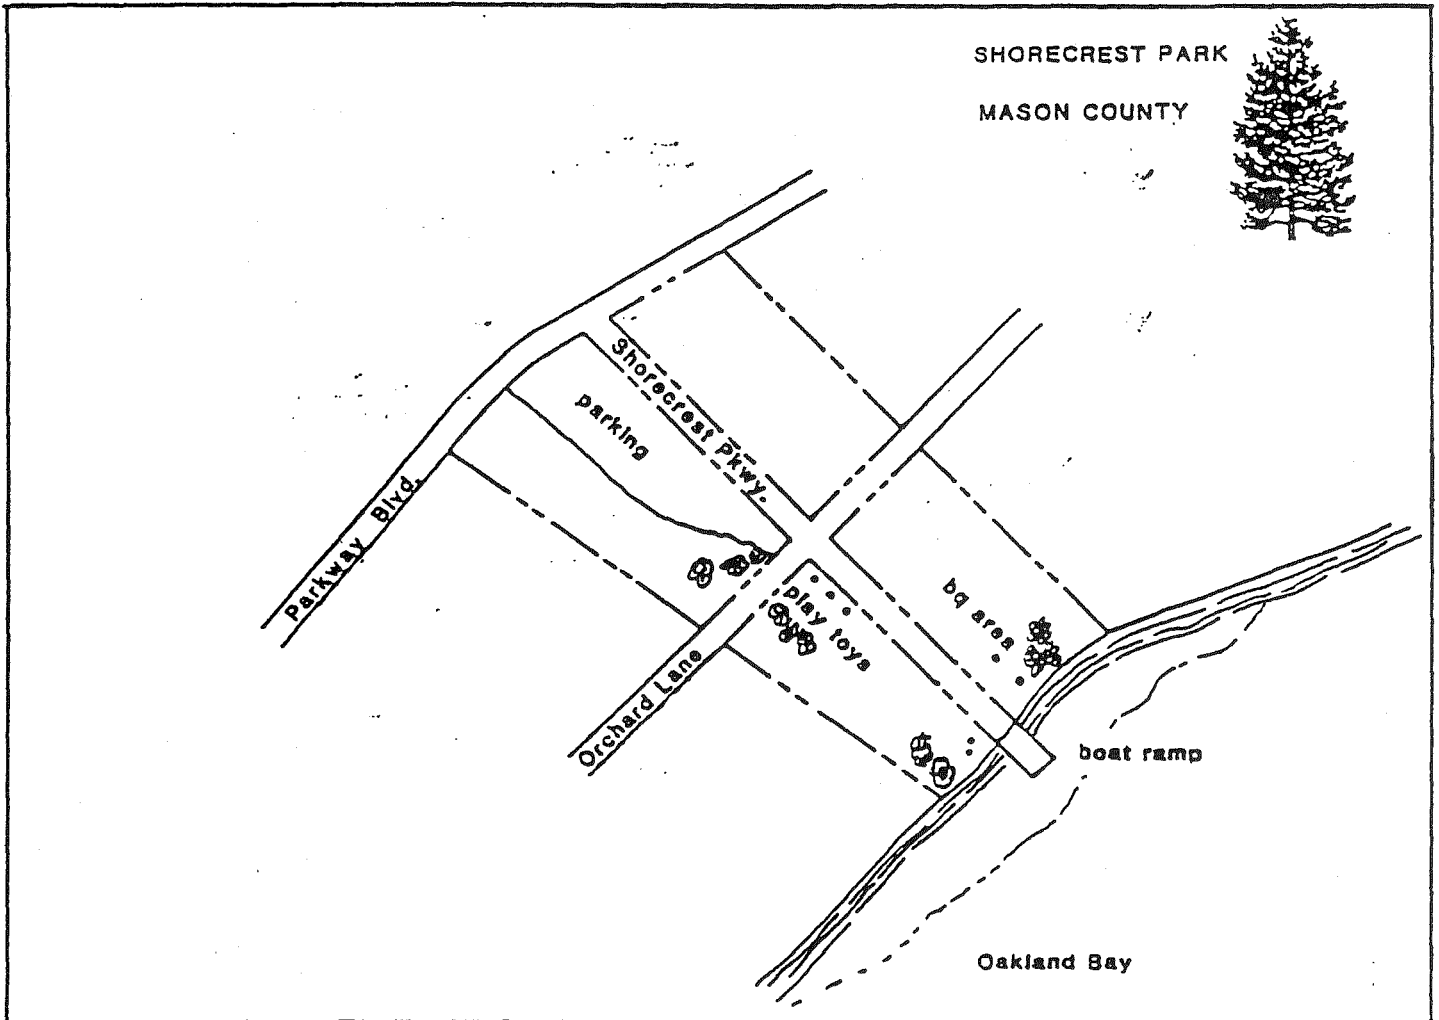 SHORECREST PARK
MASON COUNTY
Shorecrest Pkwy.
parking
Parkway Blvd.
bq area
play toys
Orchard Lane
boat ramp
Oakland Bay